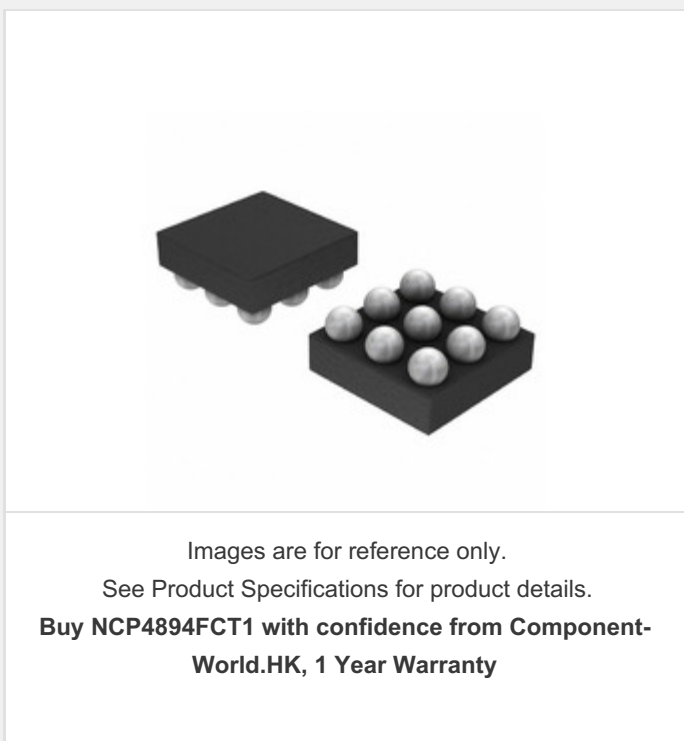 Images are for reference only.
See Product Specifications for product details.
Buy NCP4894FCT1 with confidence from Component-
World.HK, 1 Year Warranty